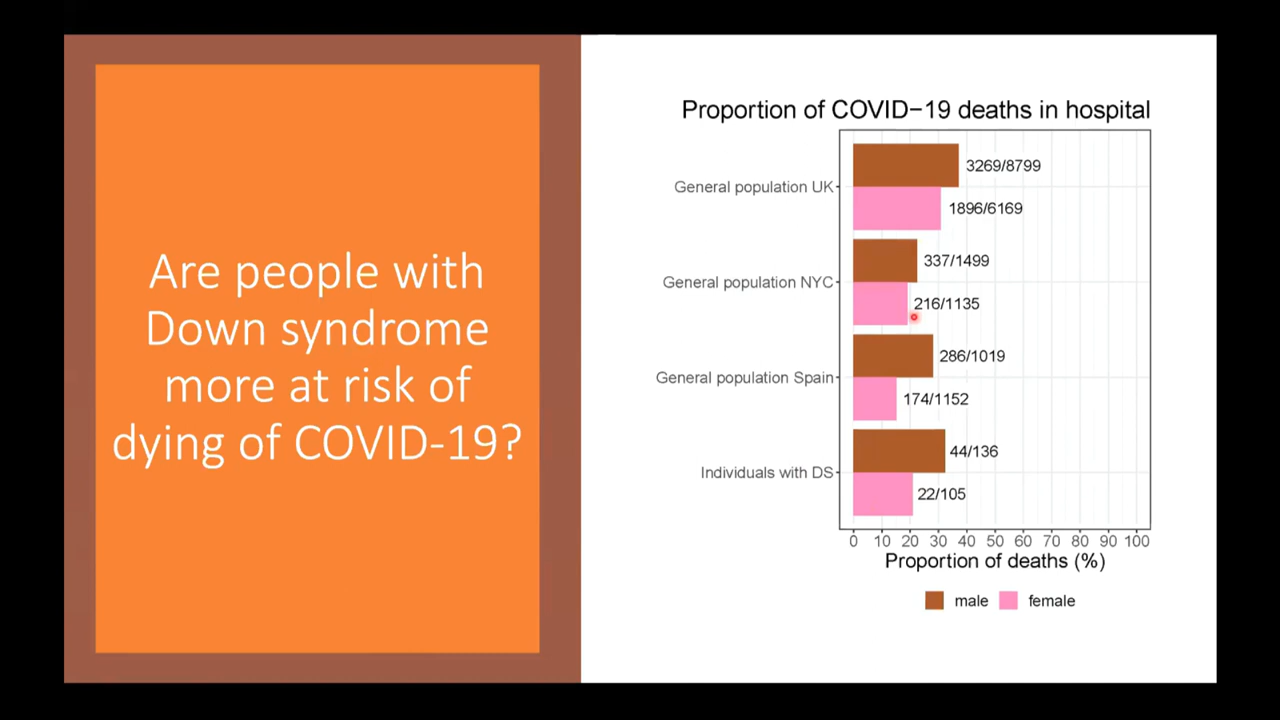 Are people with
Down syndrome
more at risk of
dying of COVID-19?
Proportion of COVID−19 deaths in hospital
General population UK
3269/8799
1896/6169
General population NYC
337/1499
216/1135
General population Spain
286/1019
174/1152
Individuals with DS
44/136
22/105
0 10 20 30 40 50 60 70 80 90 100
Proportion of deaths (%)
male female